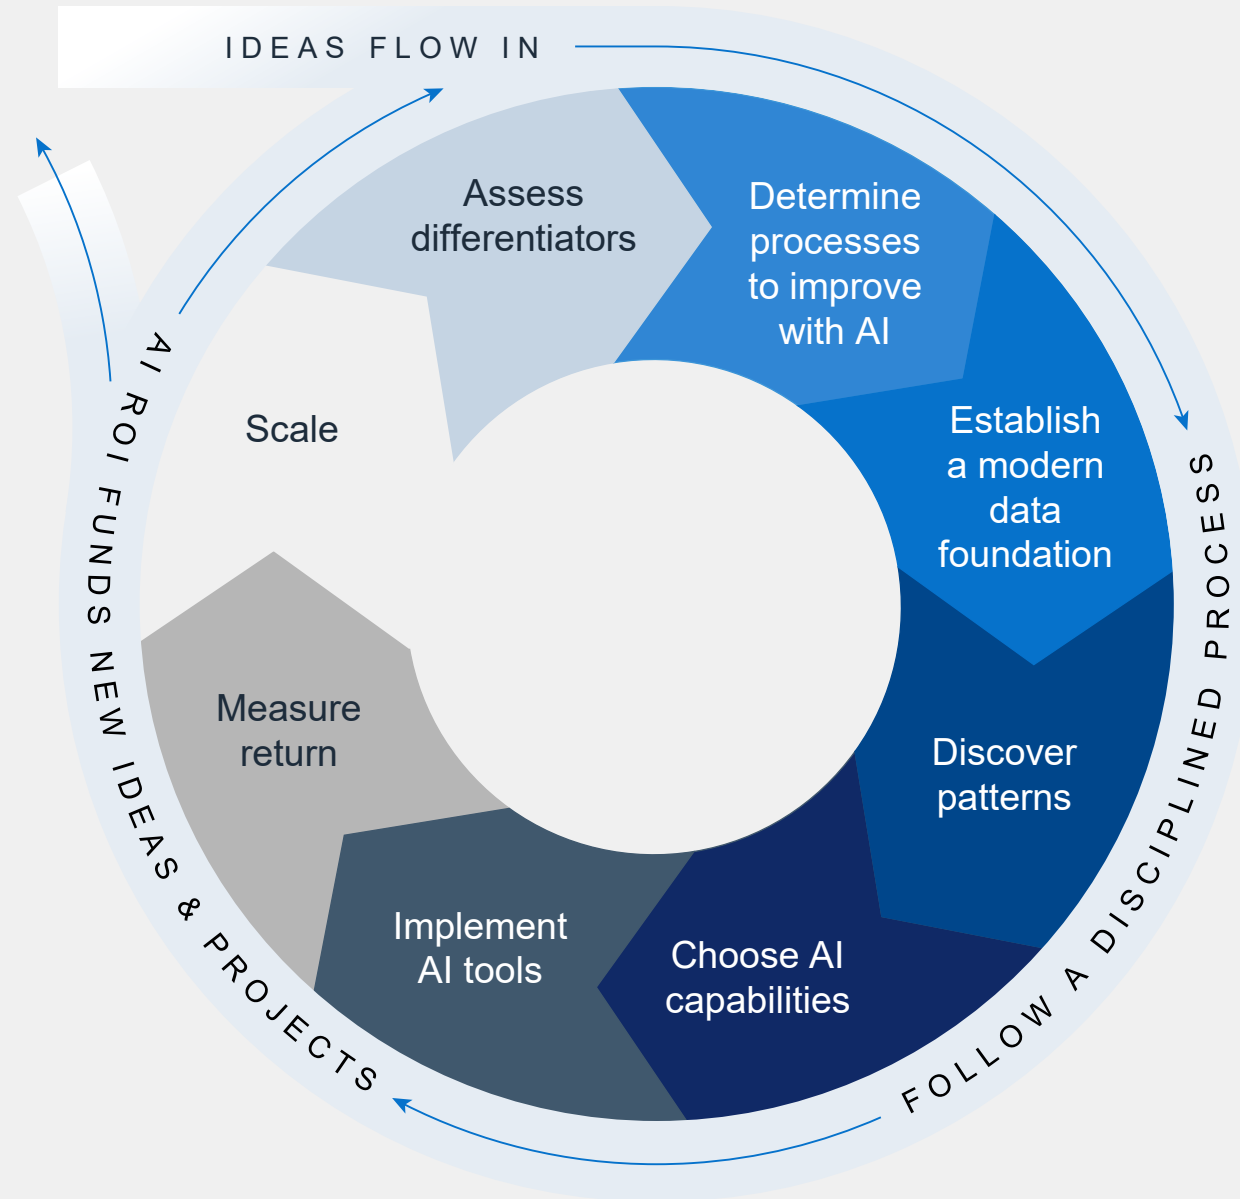 IDEAS FLOW IN
Assess
differentiators
Determine
processes
to improve
with AI
Establish
a modern
data
foundation
Discover
patterns
Choose AI
capabilities
Implement
AI tools
Measure
return
Scale
FOLLOW A DISCIPLINED PROCESS
AI ROI FUNDS NEW IDEAS & PROJECTS